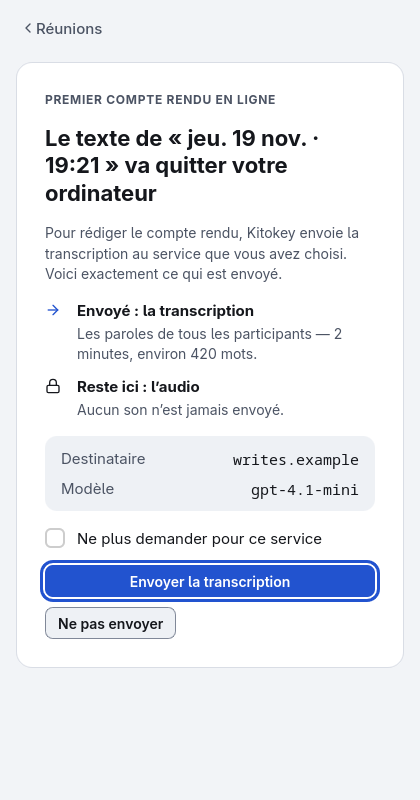 Réunions
PREMIER COMPTE RENDU EN LIGNE
Le texte de « jeu. 19 nov. ·
19:21 » va quitter votre
ordinateur
Pour rédiger le compte rendu, Kitokey envoie la
transcription au service que vous avez choisi.
Voici exactement ce qui est envoyé.
Envoyé : la transcription
Les paroles de tous les participants — 2
minutes, environ 420 mots.
Reste ici : l’audio
Aucun son n’est jamais envoyé.
Destinataire writes.example
Modèle gpt-4.1-mini
Ne plus demander pour ce service
Envoyer la transcription
Ne pas envoyer